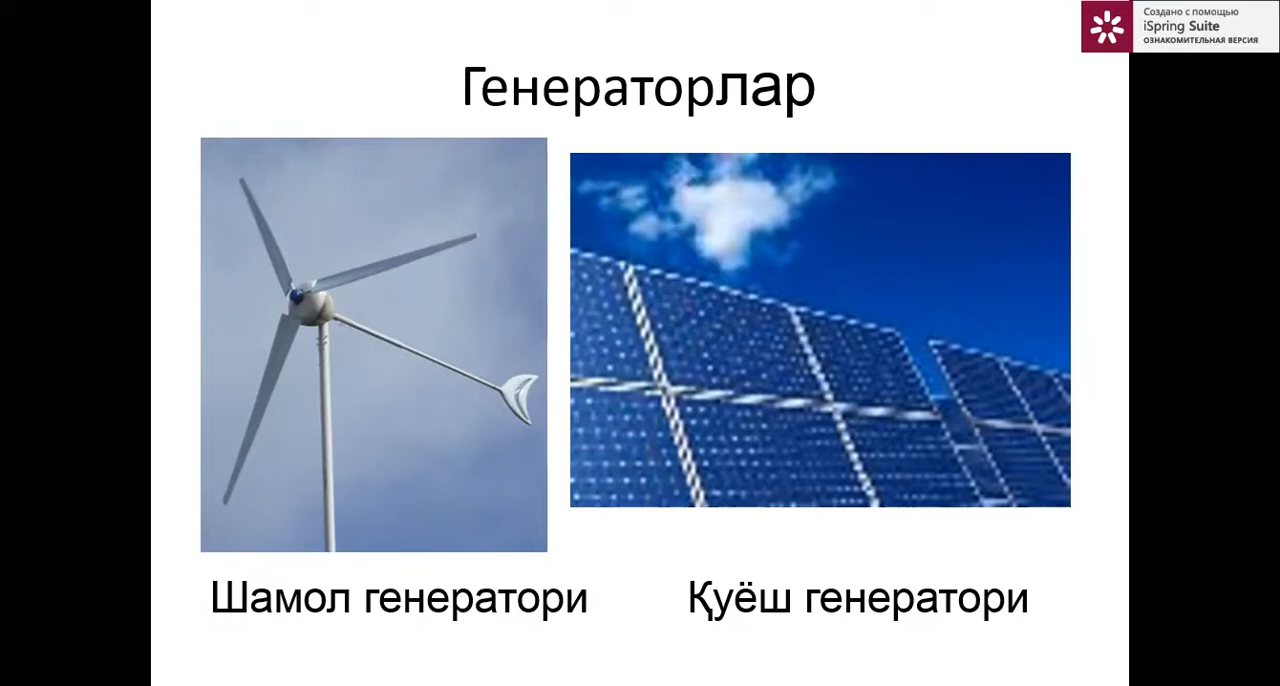 Создано с помощью
iSpring Suite
ОЗНАКОМИТЕЛЬНАЯ ВЕРСИЯ
Генераторлар
Шамол генератори
Қуёш генератори